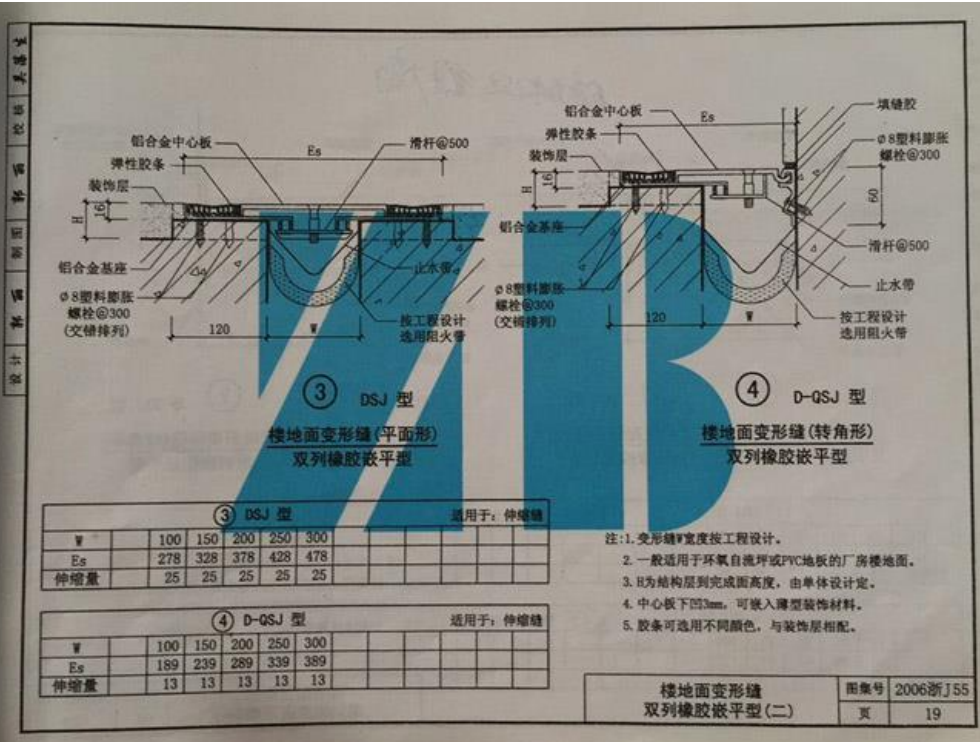 铝合金中心板
弹性胶条
装饰层
Es
滑杆@500
H
16
铝合金基座
ø8塑料膨胀
螺栓@300
(交错排列)
止水带
按工程设计
选用阻火带
120
W
③ DSJ 型
楼地面变形缝(平面形)
双列橡胶嵌平型
铝合金中心板
弹性胶条
装饰层
Es
填缝胶
ø8塑料膨胀
螺栓@300
H
16
60
铝合金基座
滑杆@500
ø8塑料膨胀
螺栓@300
(交错排列)
止水带
按工程设计
选用阻火带
120
W
④ D-QSJ 型
楼地面变形缝(转角形)
双列橡胶嵌平型
校核
制图
设计
ZAB
③ DSJ 型 适用于: 伸缩缝
W 100 150 200 250 300
Es 278 328 378 428 478
伸缩量 25 25 25 25 25
④ D-QSJ 型 适用于: 伸缩缝
W 100 150 200 250 300
Es 189 239 289 339 389
伸缩量 13 13 13 13 13
注:1.变形缝W宽度按工程设计。
2.一般适用于环氧自流坪或PVC地板的厂房楼地面。
3.H为结构层到完成面高度,由单体设计定。
4.中心板下凹3mm,可嵌入薄型装饰材料。
5.胶条可选用不同颜色,与装饰层相配。
楼地面变形缝
双列橡胶嵌平型(二)
图集号 2006浙J55
页 19